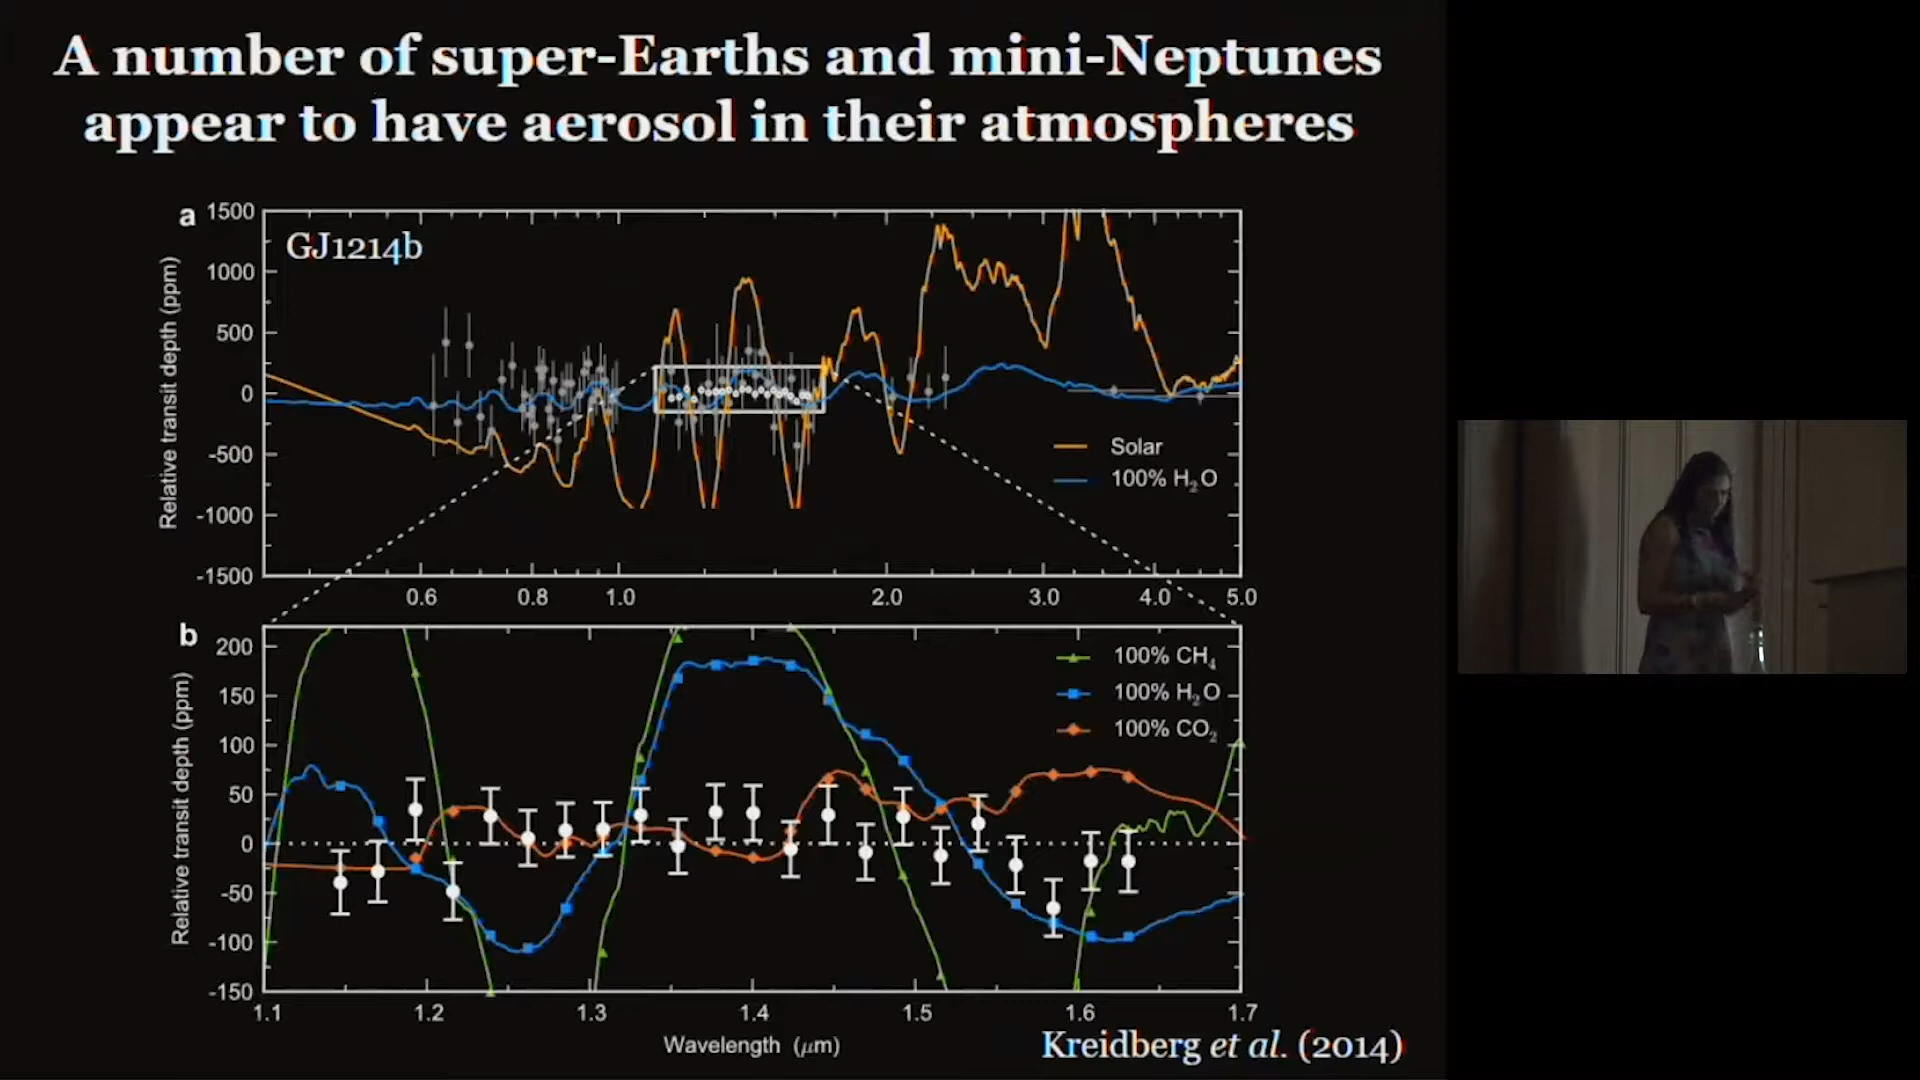 A number of super-Earths and mini-Neptunes
appear to have aerosol in their atmospheres
a
GJ1214b
Relative transit depth (ppm)
1500
1000
500
0
-500
-1000
-1500
Solar
100% H₂O
0.6 0.8 1.0 2.0 3.0 4.0 5.0
b
Relative transit depth (ppm)
200
150
100
50
0
-50
-100
-150
100% CH₄
100% H₂O
100% CO₂
1.1 1.2 1.3 1.4 1.5 1.6 1.7
Wavelength (μm)
Kreidberg et al. (2014)